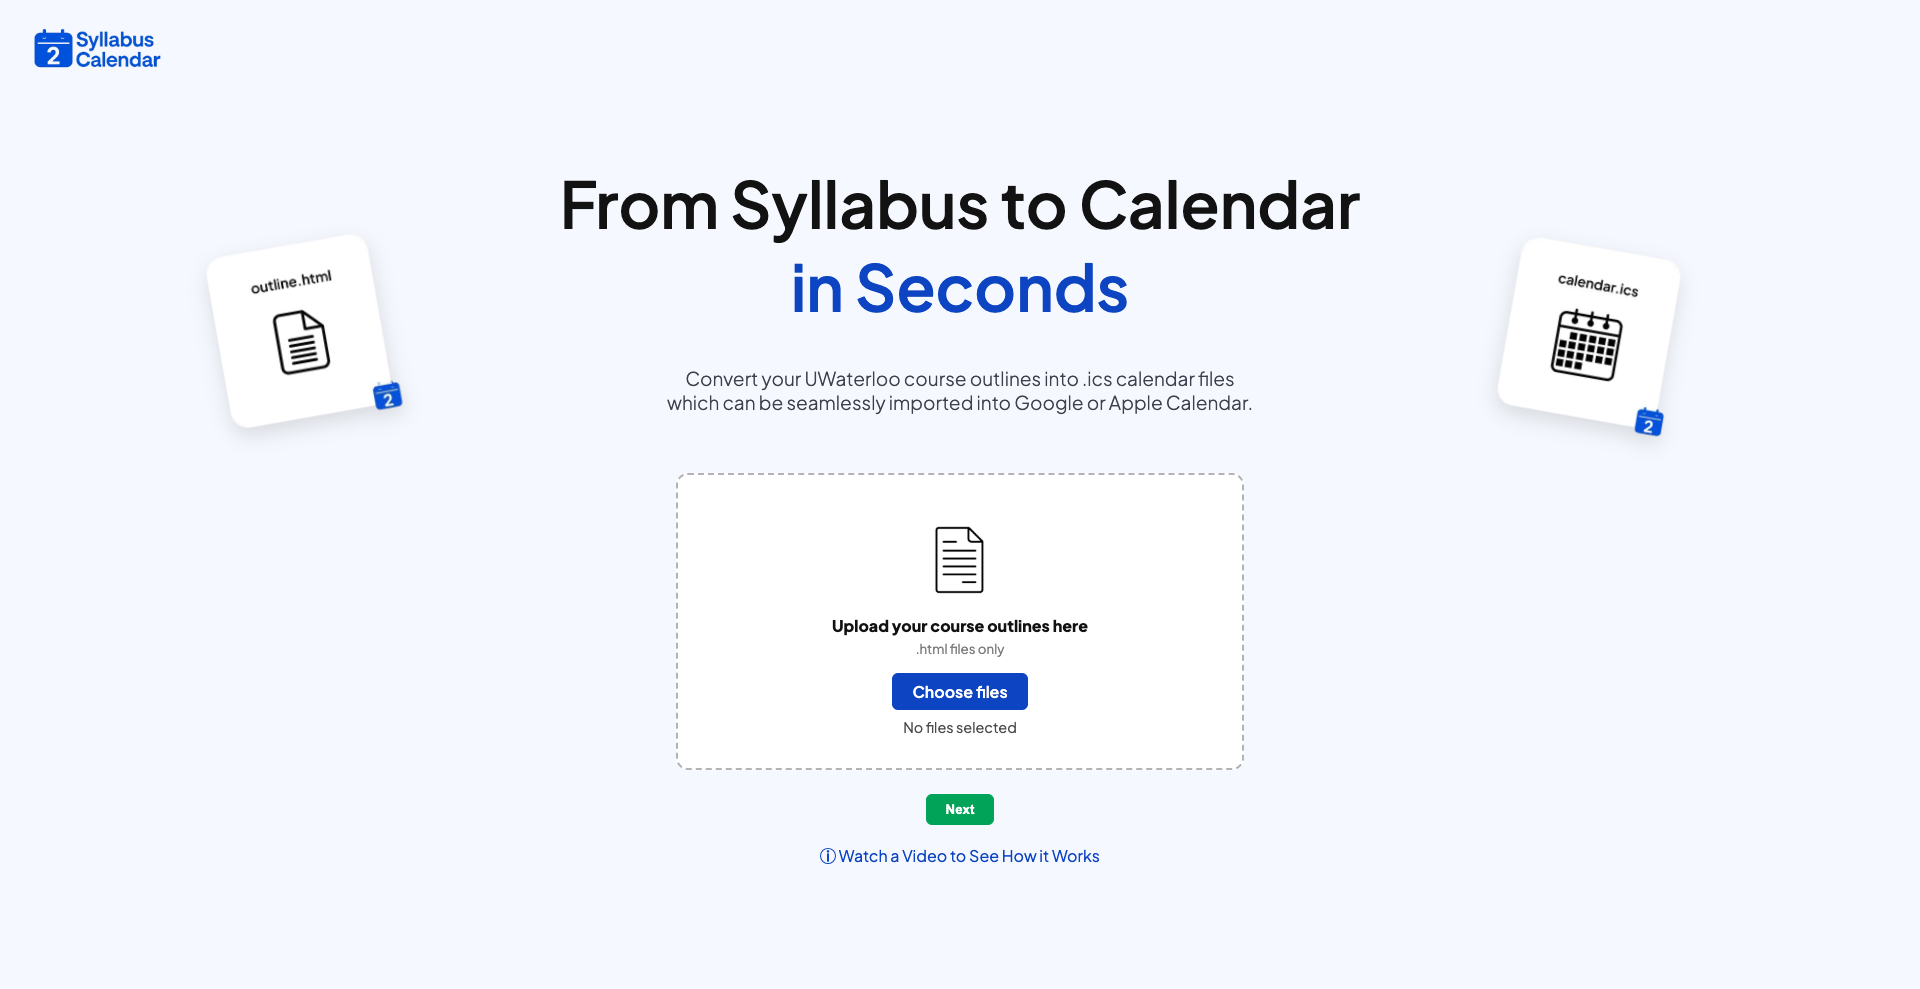 Syllabus
2 Calendar
From Syllabus to Calendar
in Seconds
outline.html
2
calendar.ics
2
Convert your UWaterloo course outlines into .ics calendar files
which can be seamlessly imported into Google or Apple Calendar.
Upload your course outlines here
.html files only
Choose files
No files selected
Next
ⓘ Watch a Video to See How it Works